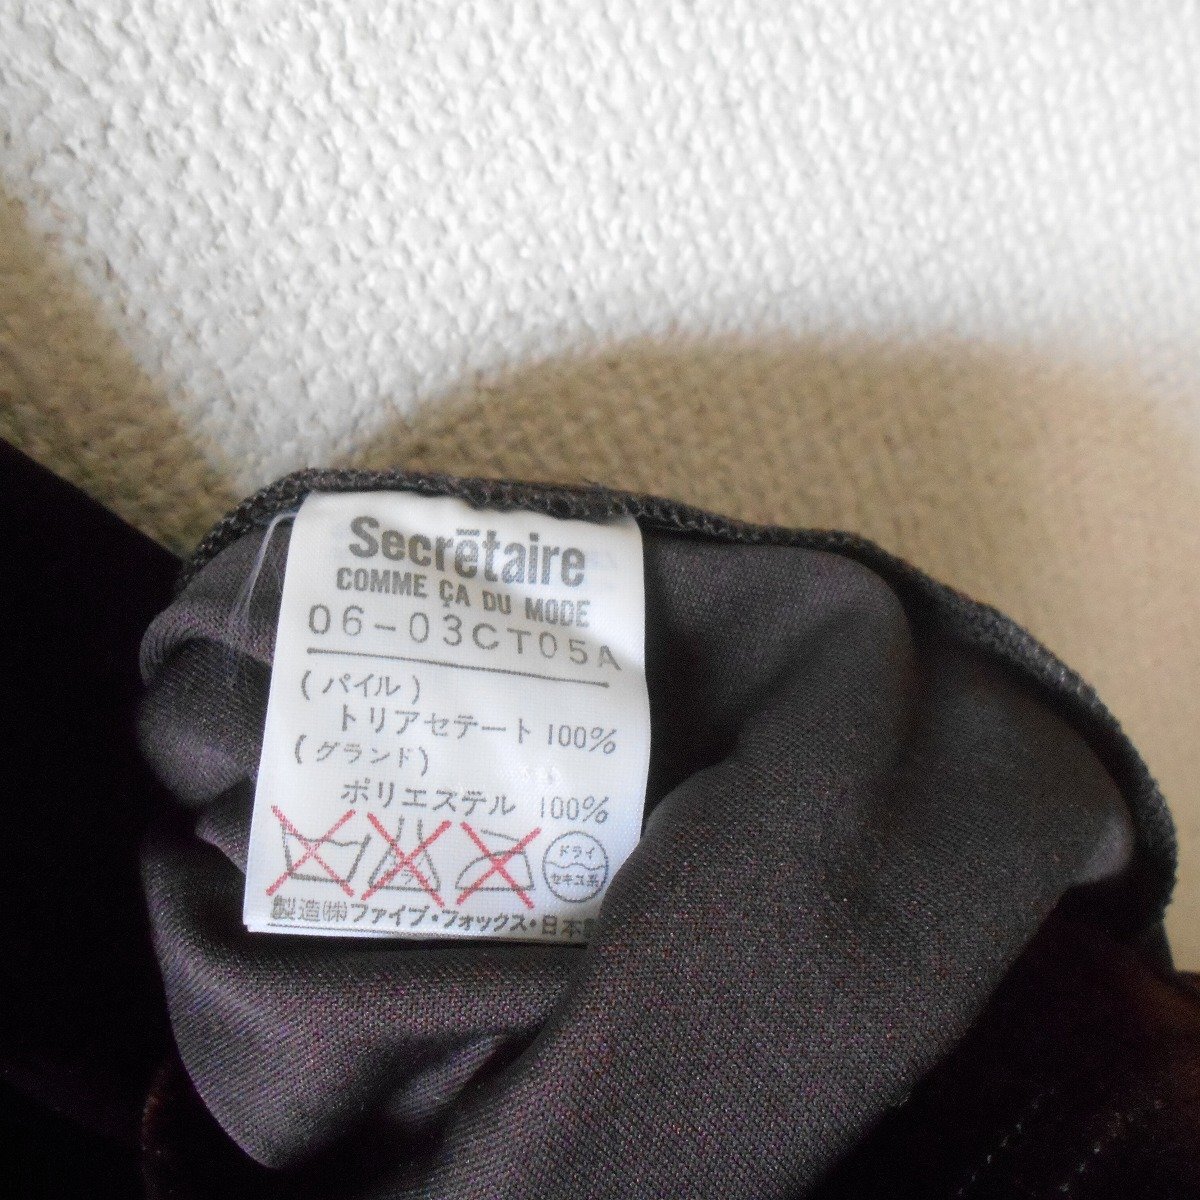 Secrētaire
COMME ÇA DU MODE
06-03CT05A
(パイル)
トリアセテート 100%
(グランド)
ポリエステル 100%
ドライ
セキユ系
製造㈱ファイブ・フォックス・日本